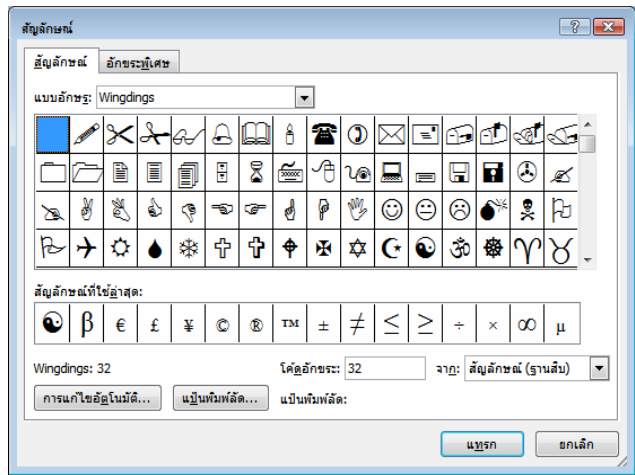 สัญลักษณ์
สัญลักษณ์ อักขระพิเศษ
แบบอักษร: Wingdings
สัญลักษณ์ที่ใช้ล่าสุด:
☯ β € £ ¥ © ® ™ ± ≠ ≤ ≥ ÷ × ∞ µ
Wingdings: 32 โค้ดอักขระ: 32 จาก: สัญลักษณ์ (ฐานสิบ)
การแก้ไขอัตโนมัติ... แป้นพิมพ์ลัด... แป้นพิมพ์ลัด:
แทรก ยกเลิก